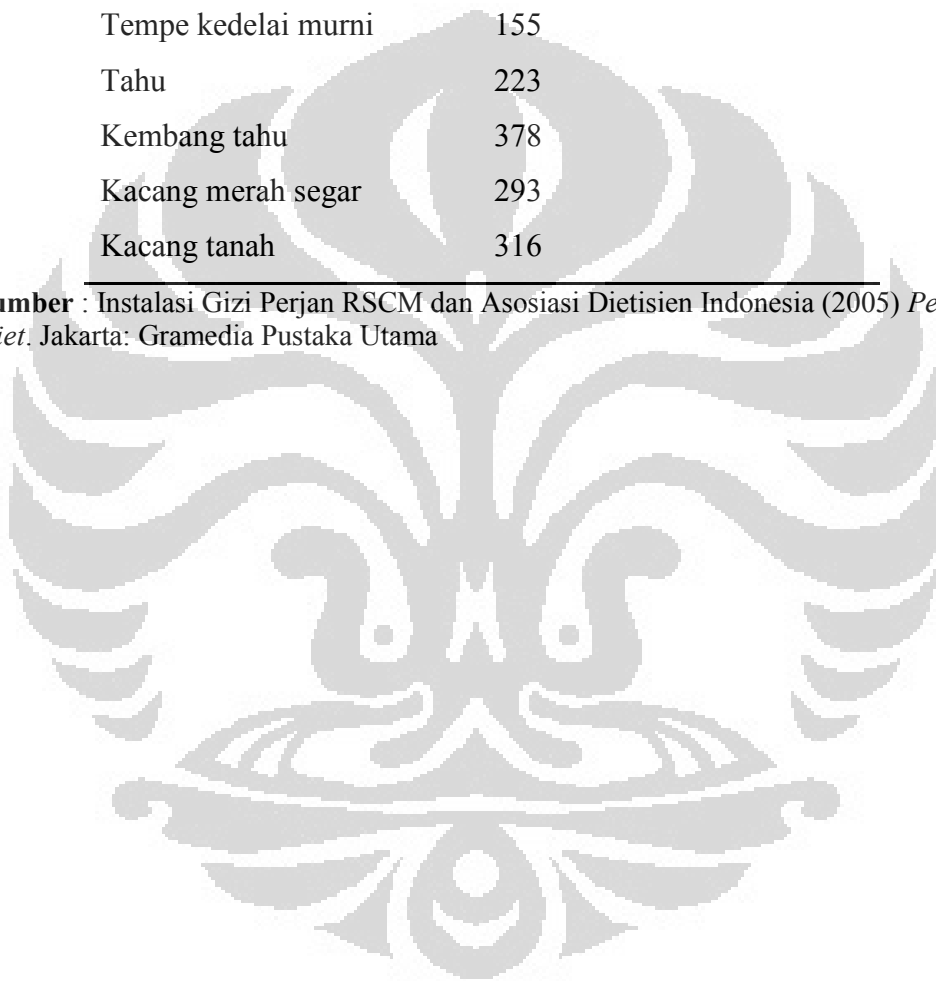 Tempe kedelai murni 155
Tahu 223
Kembang tahu 378
Kacang merah segar 293
Kacang tanah 316
umber : Instalasi Gizi Perjan RSCM dan Asosiasi Dietisien Indonesia (2005) Pe
iet. Jakarta: Gramedia Pustaka Utama